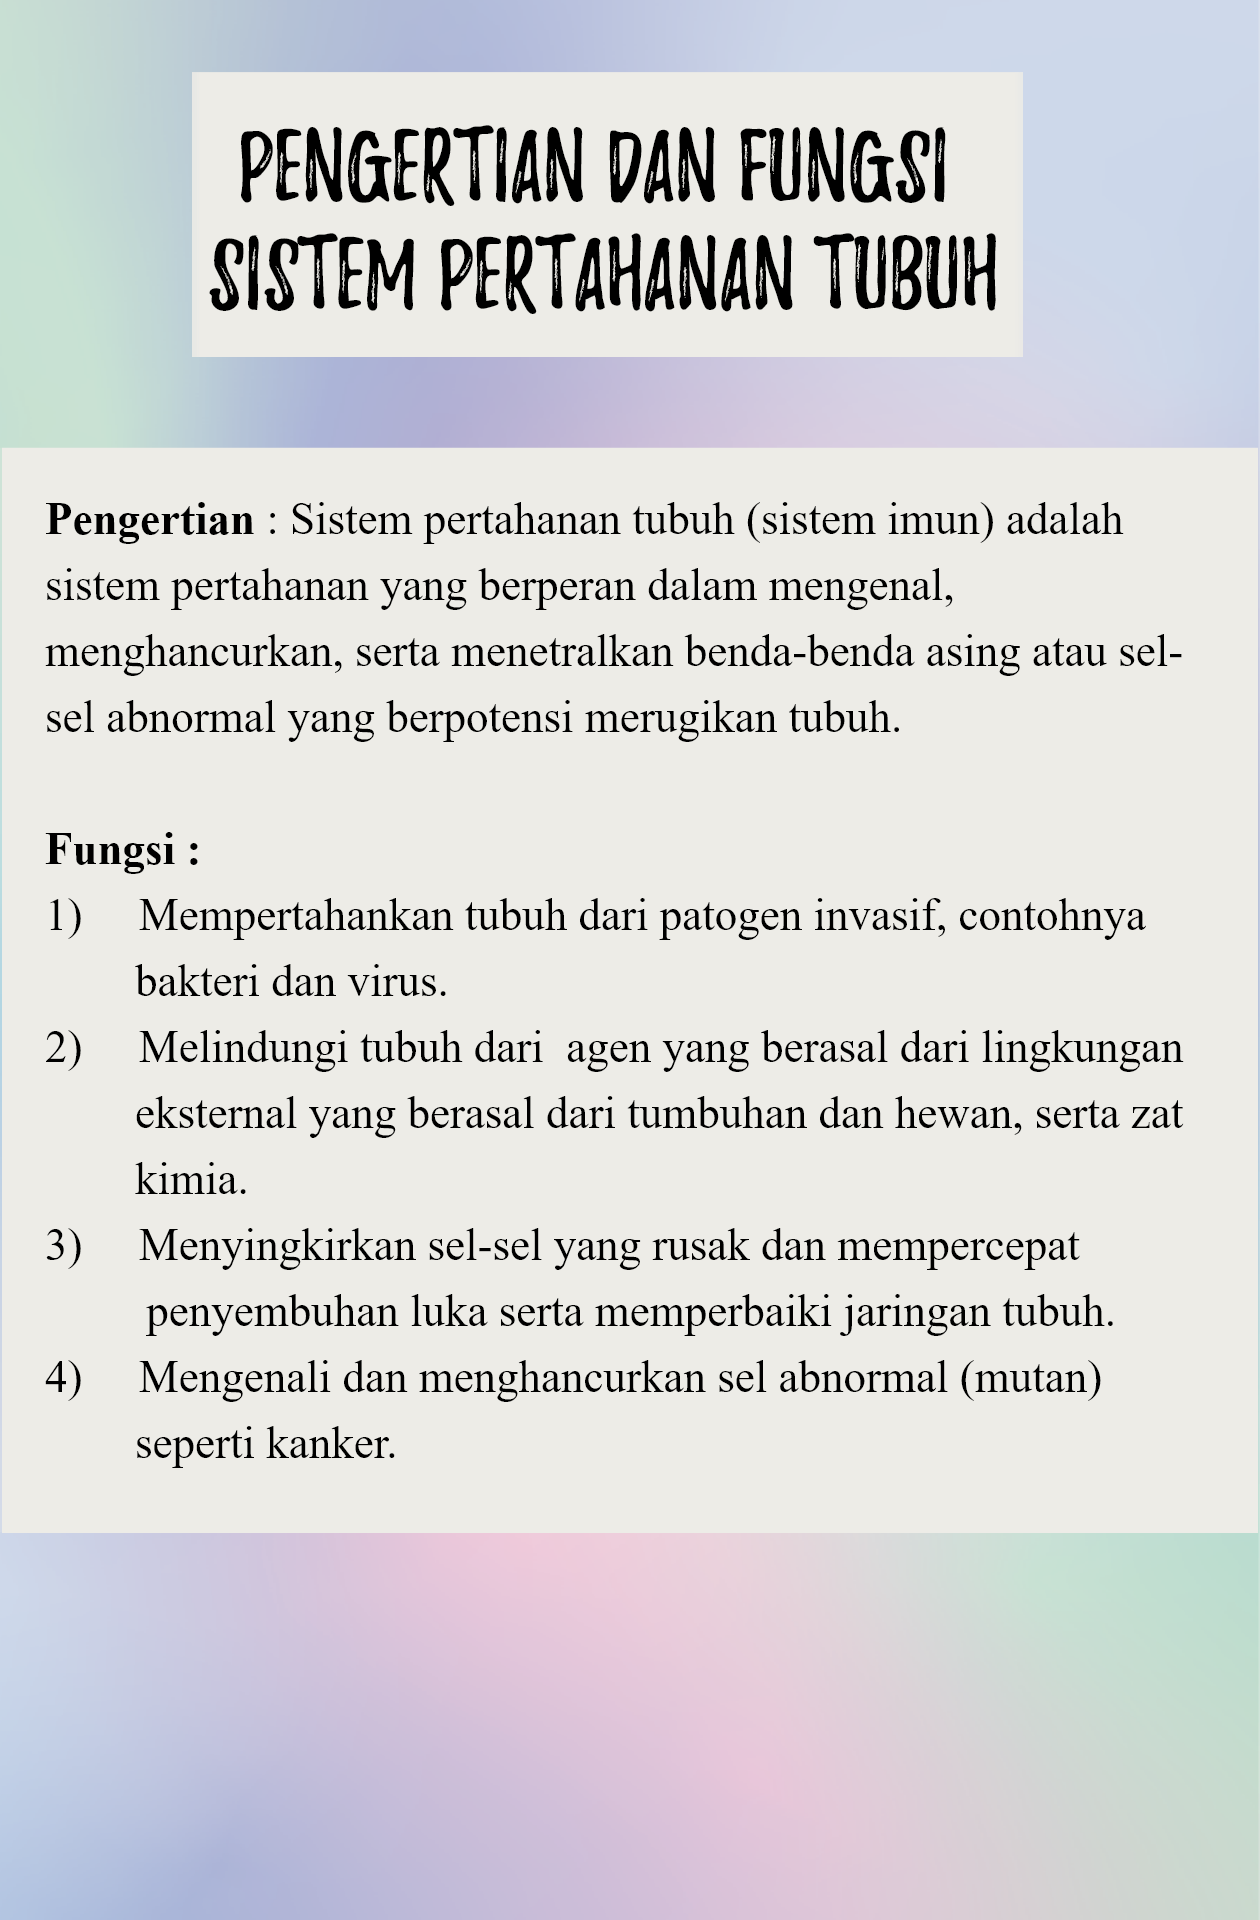 PENGERTIAN DAN FUNGSI
SISTEM PERTAHANAN TUBUH
Pengertian : Sistem pertahanan tubuh (sistem imun) adalah
sistem pertahanan yang berperan dalam mengenal,
menghancurkan, serta menetralkan benda-benda asing atau sel-
sel abnormal yang berpotensi merugikan tubuh.
Fungsi :
1) Mempertahankan tubuh dari patogen invasif, contohnya
bakteri dan virus.
2) Melindungi tubuh dari  agen yang berasal dari lingkungan
eksternal yang berasal dari tumbuhan dan hewan, serta zat
kimia.
3) Menyingkirkan sel-sel yang rusak dan mempercepat
penyembuhan luka serta memperbaiki jaringan tubuh.
4) Mengenali dan menghancurkan sel abnormal (mutan)
seperti kanker.